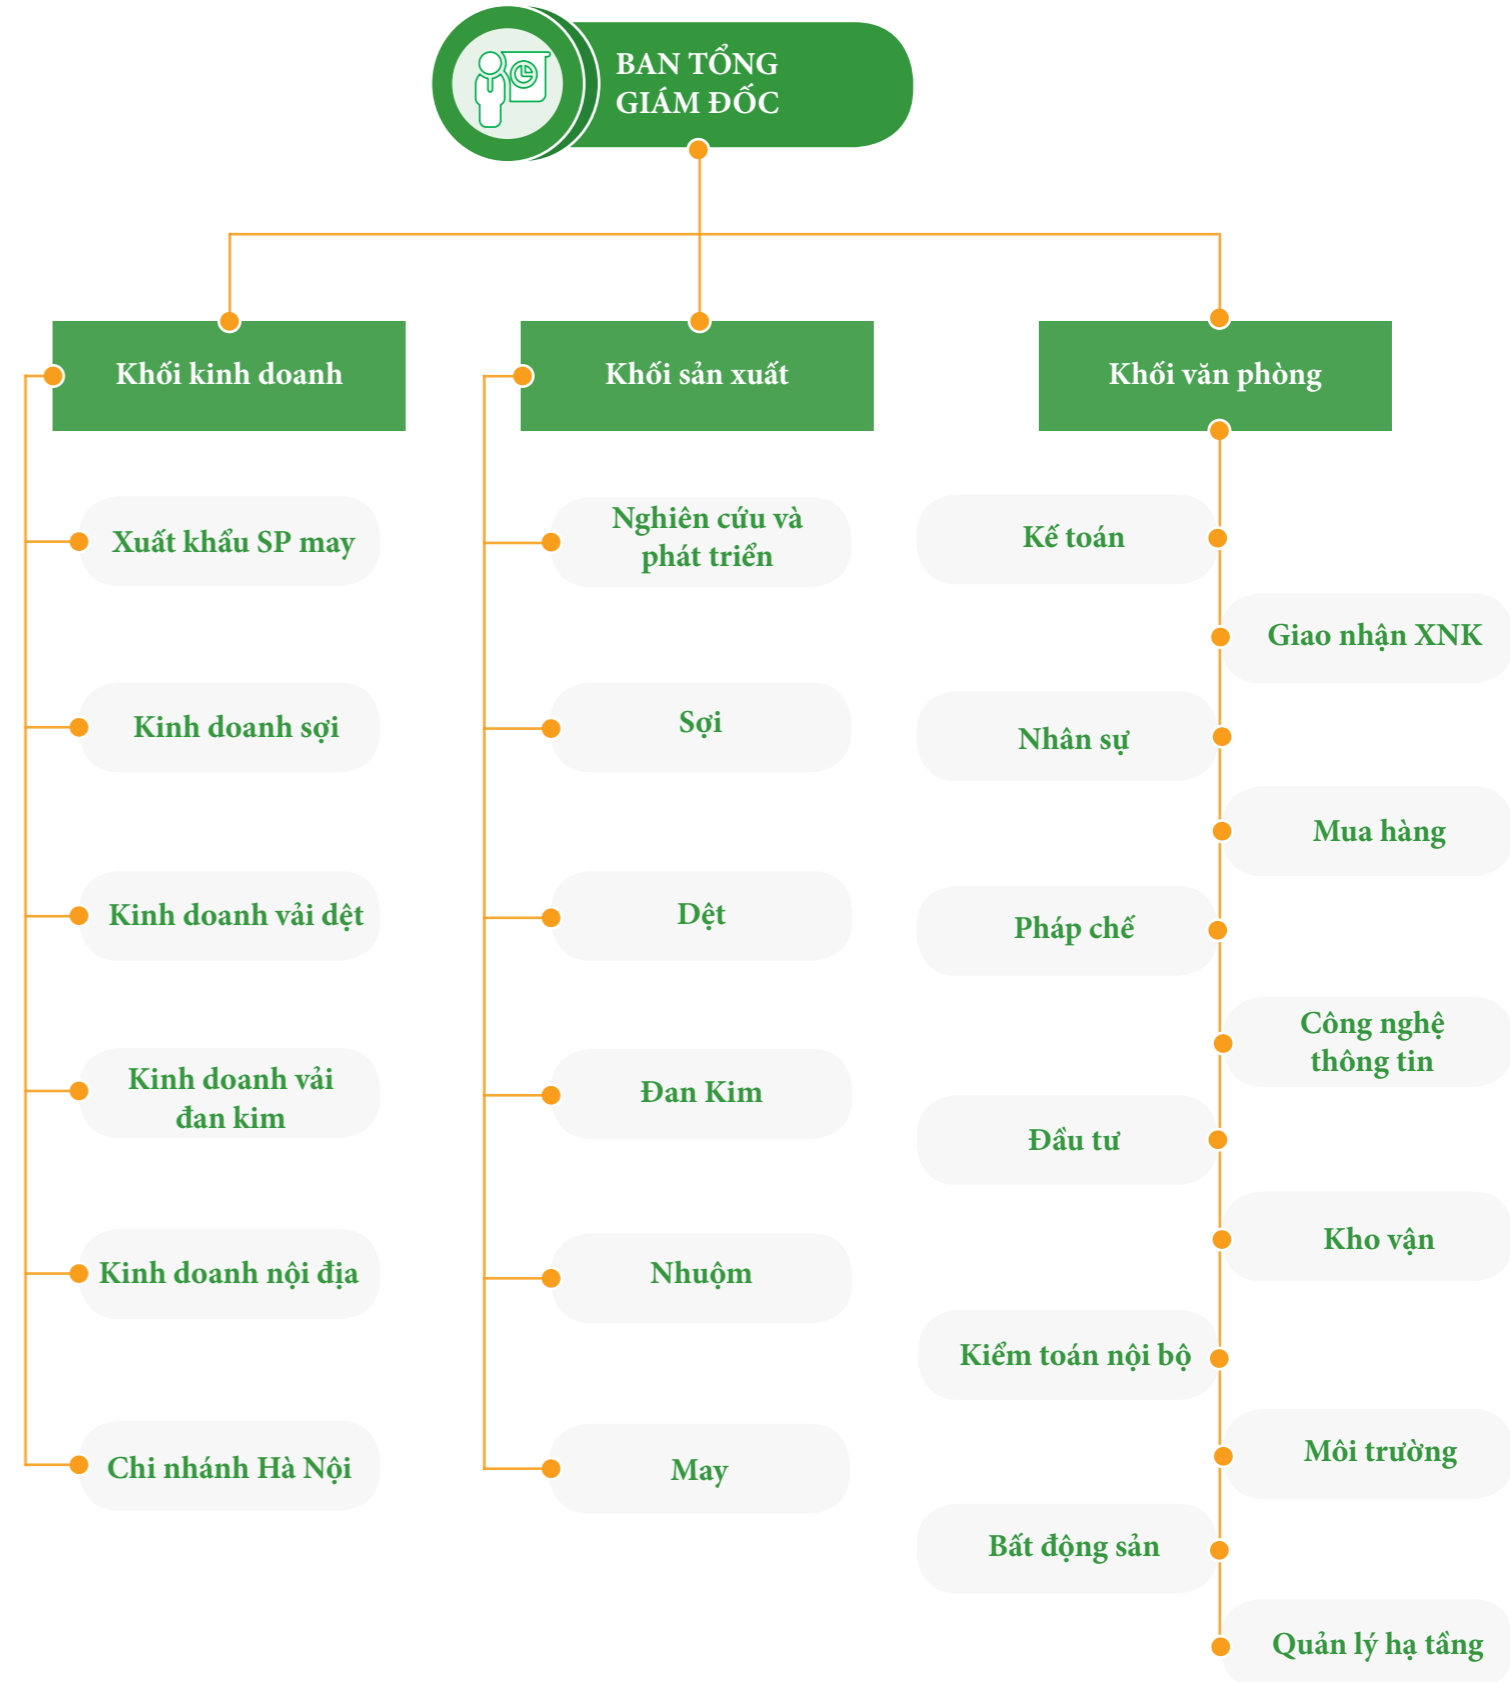 BAN TỔNG
GIÁM ĐỐC
Khối kinh doanh
Xuất khẩu SP may
Kinh doanh sợi
Kinh doanh vải dệt
Kinh doanh vải
đan kim
Kinh doanh nội địa
Chi nhánh Hà Nội
Khối sản xuất
Nghiên cứu và
phát triển
Sợi
Dệt
Đan Kim
Nhuộm
May
Khối văn phòng
Kế toán
Giao nhận XNK
Nhân sự
Mua hàng
Pháp chế
Công nghệ
thông tin
Đầu tư
Kho vận
Kiểm toán nội bộ
Môi trường
Bất động sản
Quản lý hạ tầng